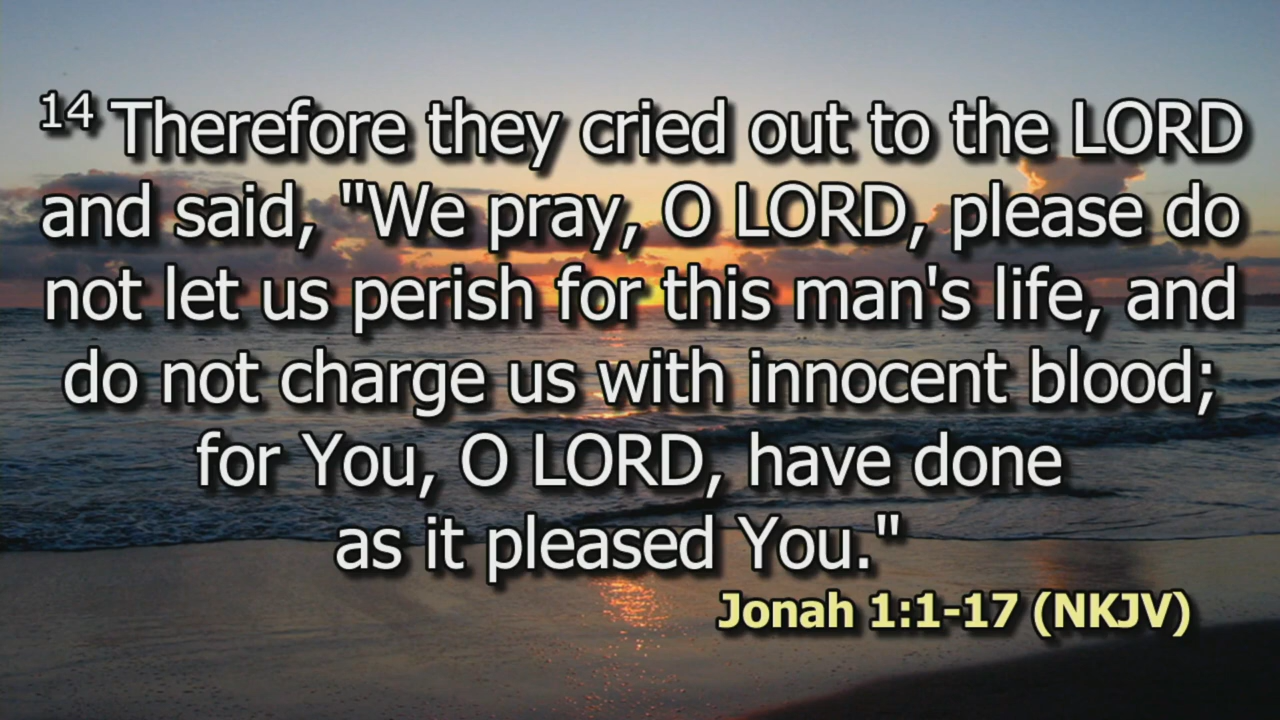 14 Therefore they cried out to the LORD
and said, "We pray, O LORD, please do
not let us perish for this man's life, and
do not charge us with innocent blood;
for You, O LORD, have done
as it pleased You."
Jonah 1:1-17 (NKJV)